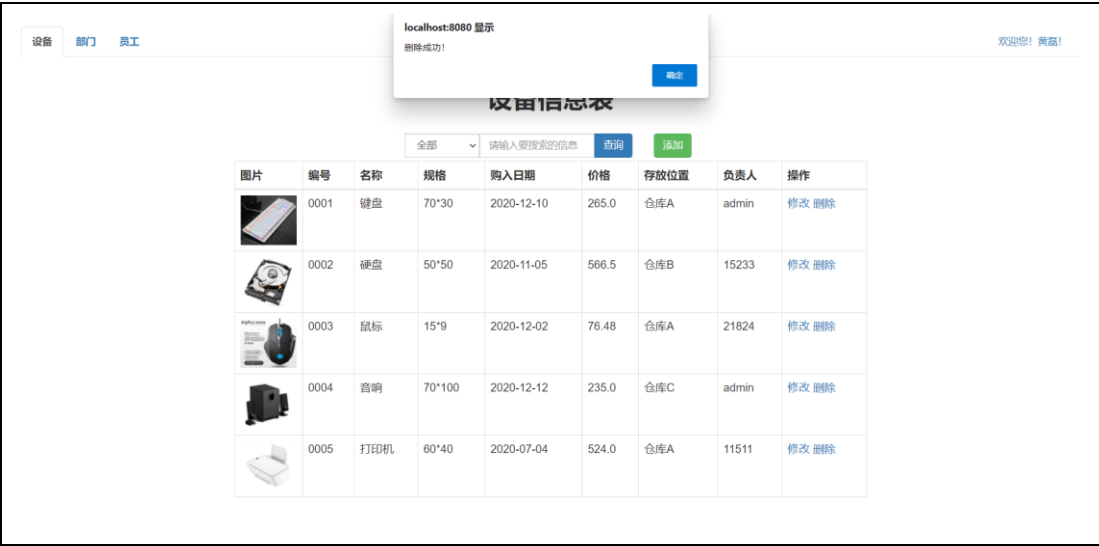 localhost:8080 显示
删除成功!
确定
设备 部门 员工 欢迎您! 黄磊!
设备信息表
全部 请输入要搜索的信息 查询 添加
图片 编号 名称 规格 购入日期 价格 存放位置 负责人 操作
0001 键盘 70*30 2020-12-10 265.0 仓库A admin 修改 删除
0002 硬盘 50*50 2020-11-05 566.5 仓库B 15233 修改 删除
0003 鼠标 15*9 2020-12-02 76.48 仓库A 21824 修改 删除
0004 音响 70*100 2020-12-12 235.0 仓库C admin 修改 删除
0005 打印机 60*40 2020-07-04 524.0 仓库A 11511 修改 删除